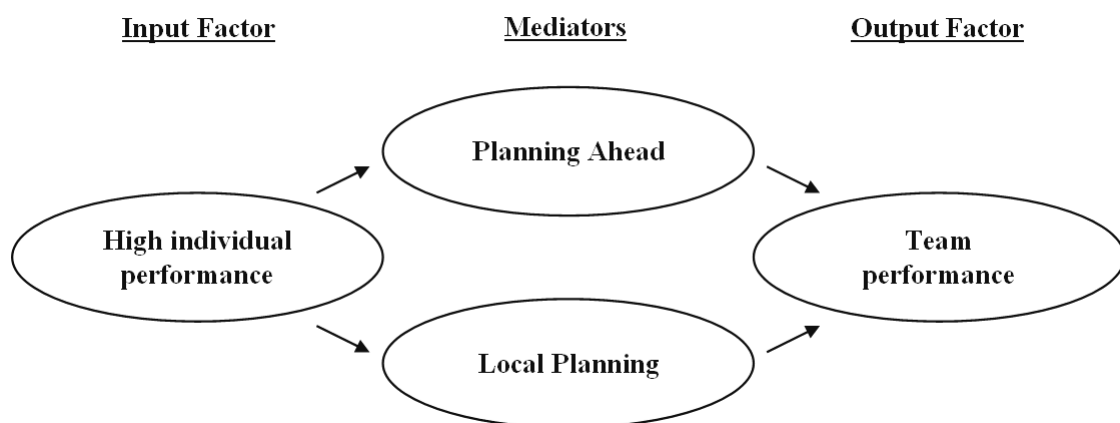 Input Factor
Mediators
Output Factor
Planning Ahead
High individual
performance
Team
performance
Local Planning